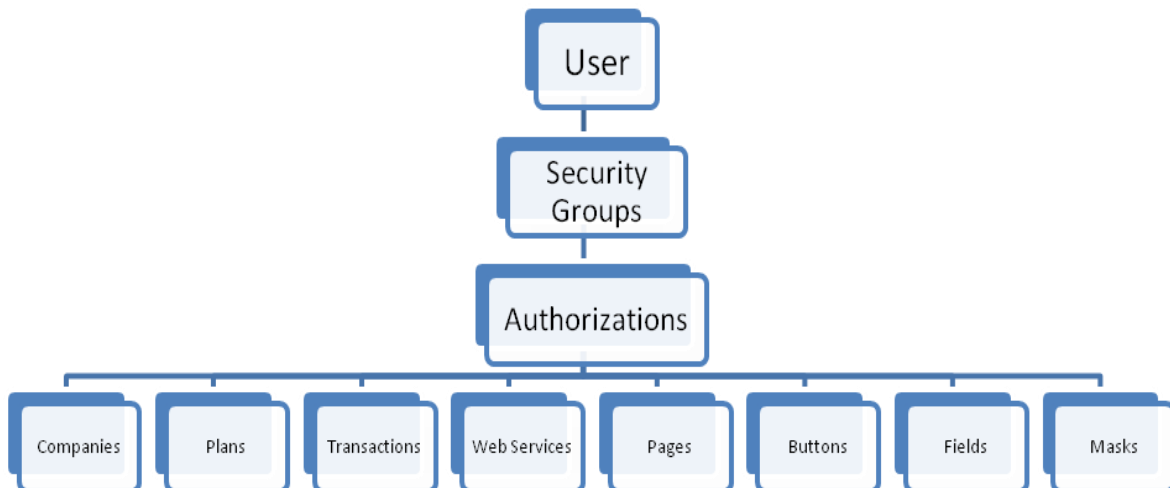 User
Security
Groups
Authorizations
Companies
Plans
Transactions
Web Services
Pages
Buttons
Fields
Masks